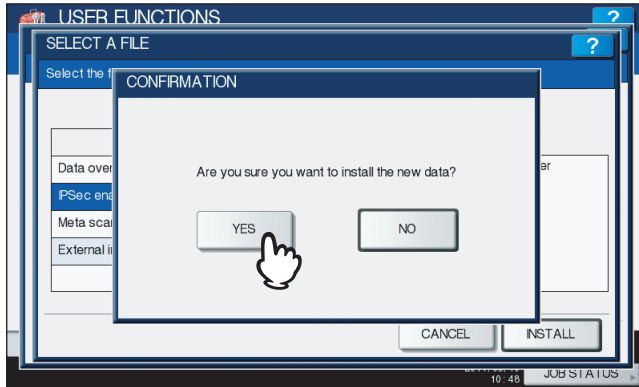 USER FUNCTIONS
?
SELECT A FILE
?
Select the f
CONFIRMATION
Data over
er
IPSec ena
Meta scan
External i
Are you sure you want to install the new data?
YES
NO
CANCEL
INSTALL
10:48
JOB STATUS